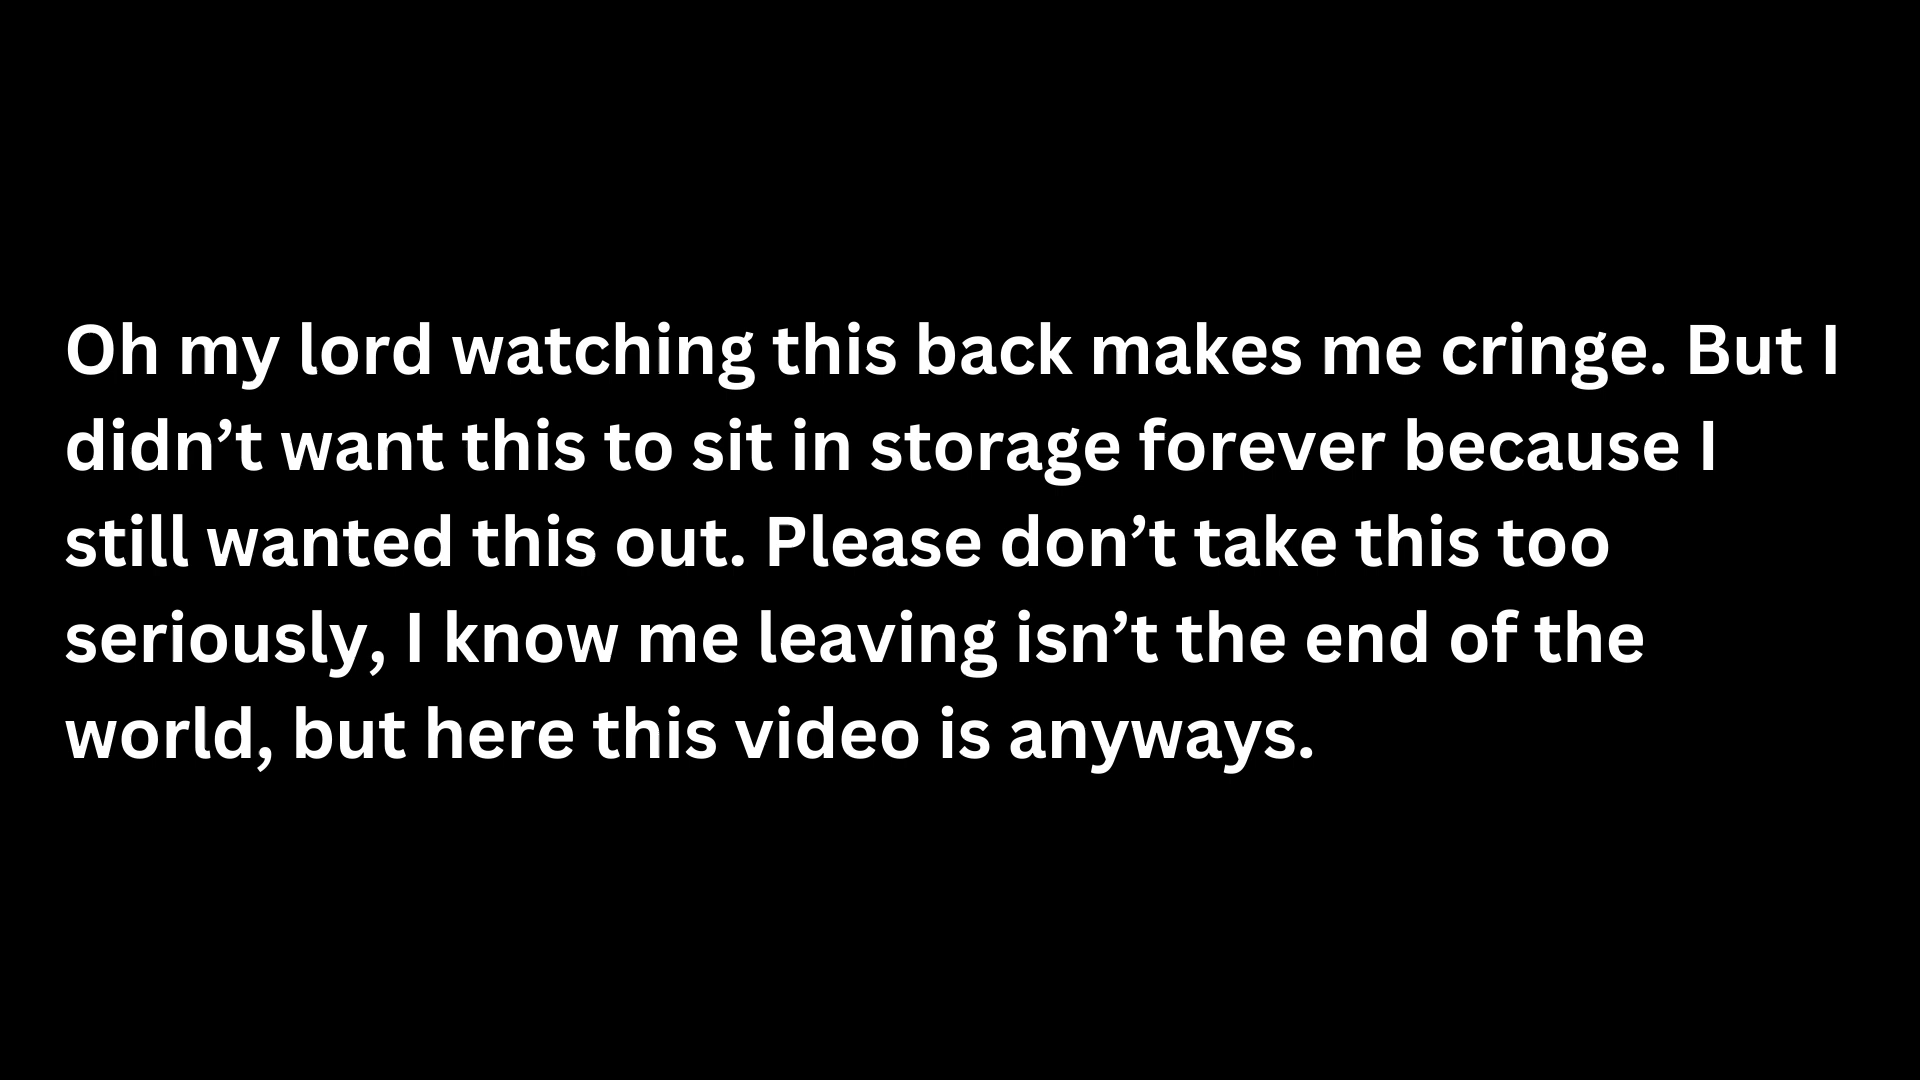 Oh my lord watching this back makes me cringe. But I
didn’t want this to sit in storage forever because I
still wanted this out. Please don’t take this too
seriously, I know me leaving isn’t the end of the
world, but here this video is anyways.